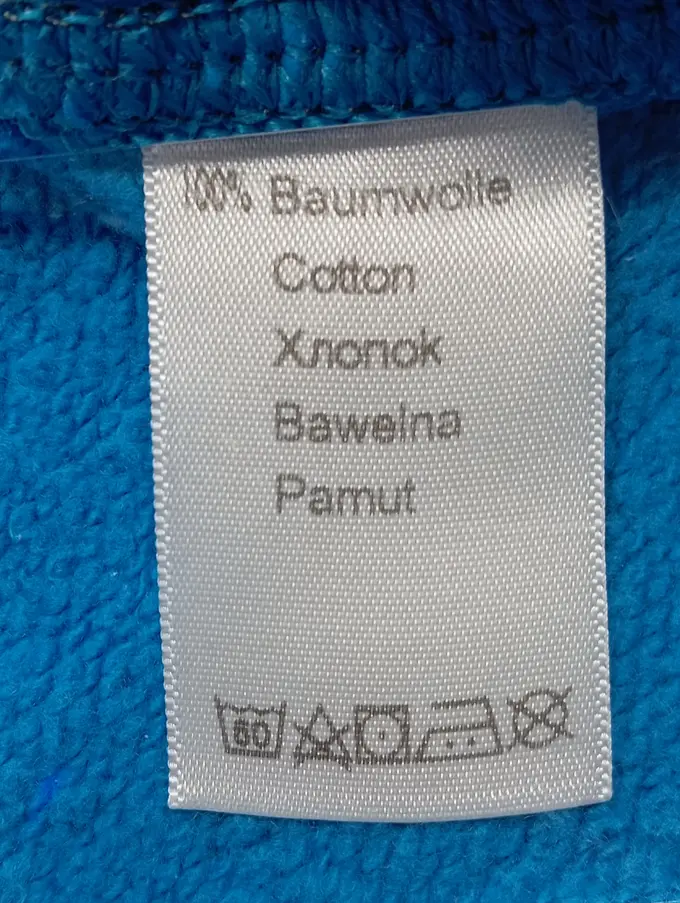 100% Baumwolle
Cotton
Хлопок
Bawełna
Pamut
60